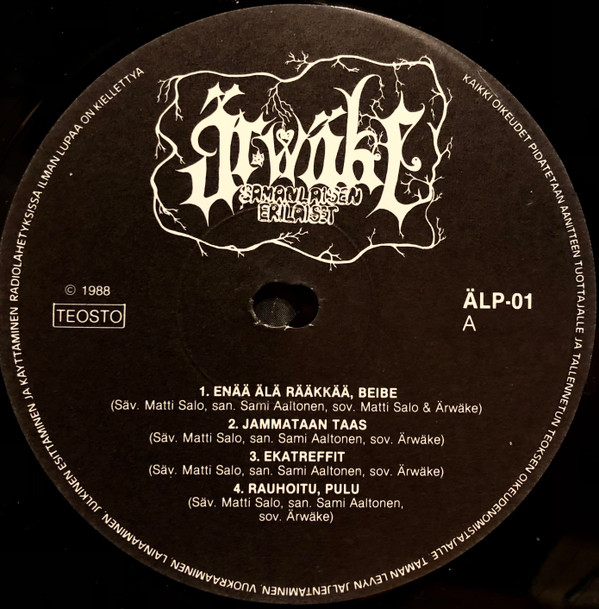 Ärwäke
SAMANLAISEN
ERILAISET
© 1988
TEOSTO
ÄLP-01
A
1. ENÄÄ ÄLÄ RÄÄKKÄÄ, BEIBE
(Säv. Matti Salo, san. Sami Aaltonen, sov. Matti Salo & Ärwäke)
2. JAMMATAAN TAAS
(Säv. Matti Salo, san. Sami Aaltonen, sov. Ärwäke)
3. EKATREFFIT
(Säv. Matti Salo, san. Sami Aaltonen, sov. Ärwäke)
4. RAUHOITU, PULU
(Säv. Matti Salo, san. Sami Aaltonen,
sov. Ärwäke)
KAIKKI OIKEUDET PIDÄTETÄÄN ÄÄNITTEEN TUOTTAJALLE JA TALLENNETUN TEOKSEN OIKEUDENOMISTAJALLE. TÄMÄN LEVYN JÄLJENTÄMINEN, VUOKRAAMINEN, LAINAAMINEN, JULKINEN ESITTÄMINEN JA KÄYTTÄMINEN RADIOLÄHETYKSISSÄ ILMAN LUPAA ON KIELLETTYÄ